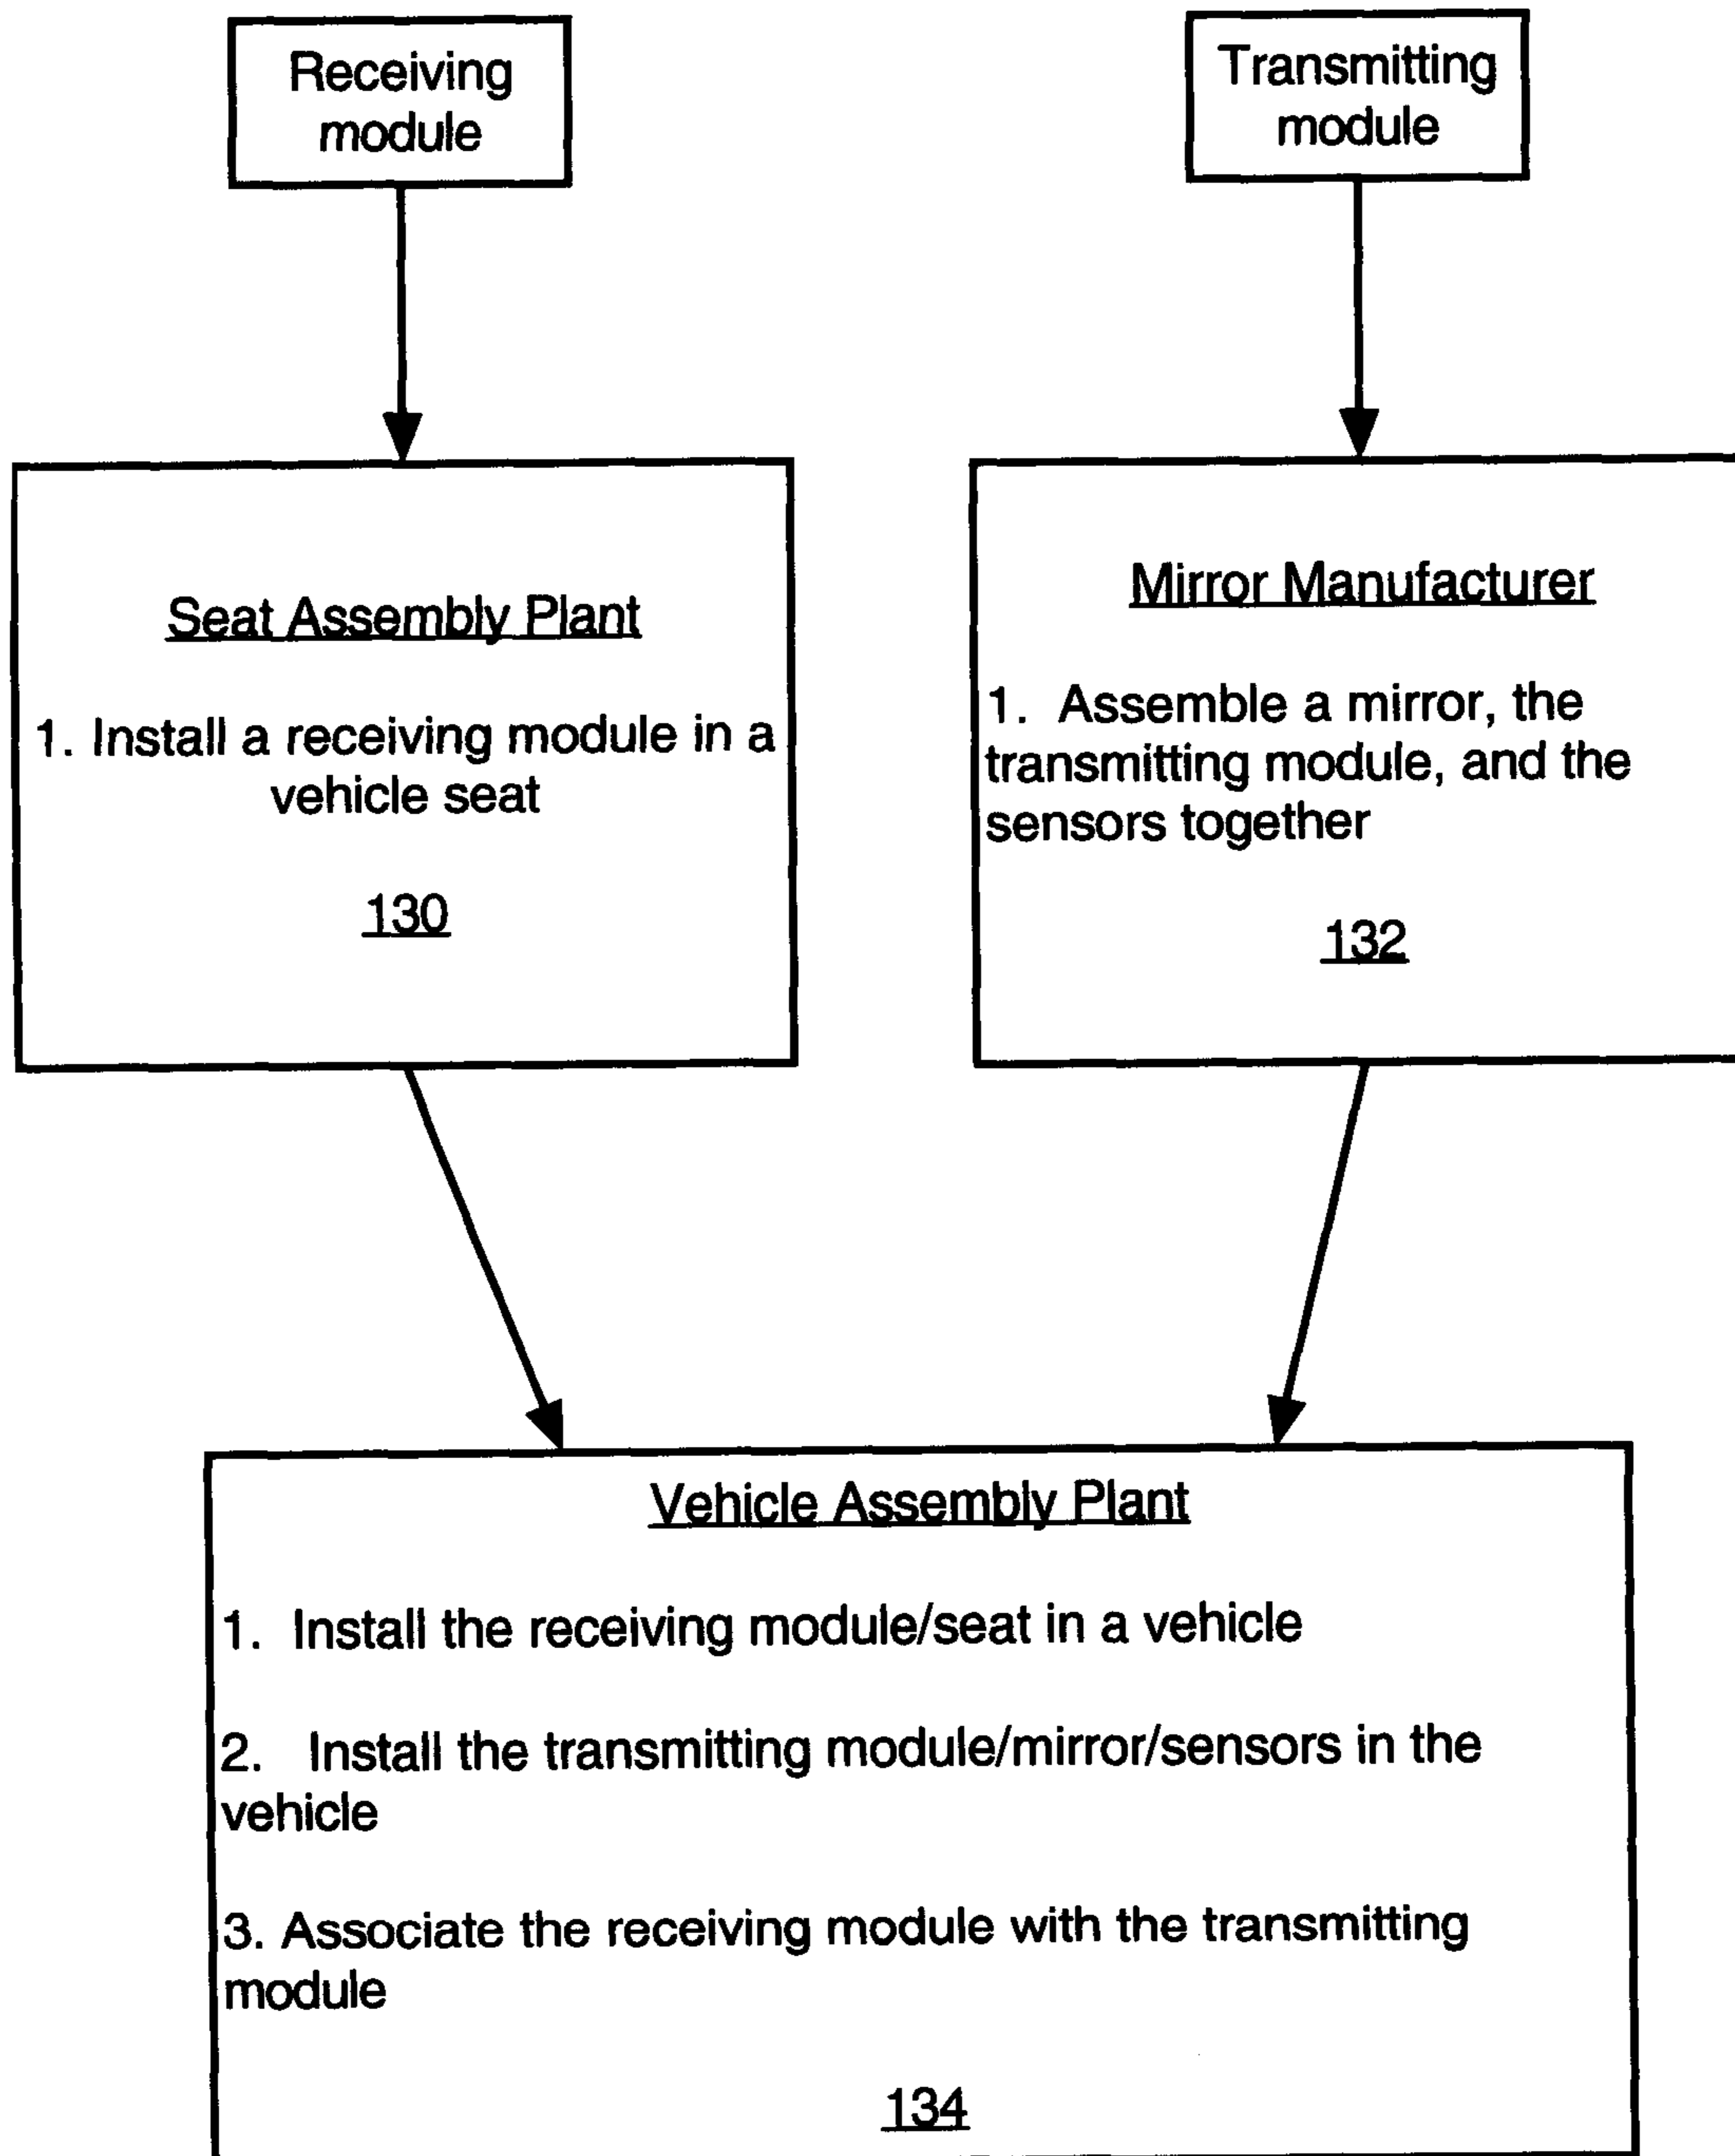 Receiving
module
Transmitting
module
Seat Assembly Plant
1. Install a receiving module in a
vehicle seat
130
Mirror Manufacturer
1. Assemble a mirror, the
transmitting module, and the
sensors together
132
Vehicle Assembly Plant
1. Install the receiving module/seat in a vehicle
2. Install the transmitting module/mirror/sensors in the
vehicle
3. Associate the receiving module with the transmitting
module
134